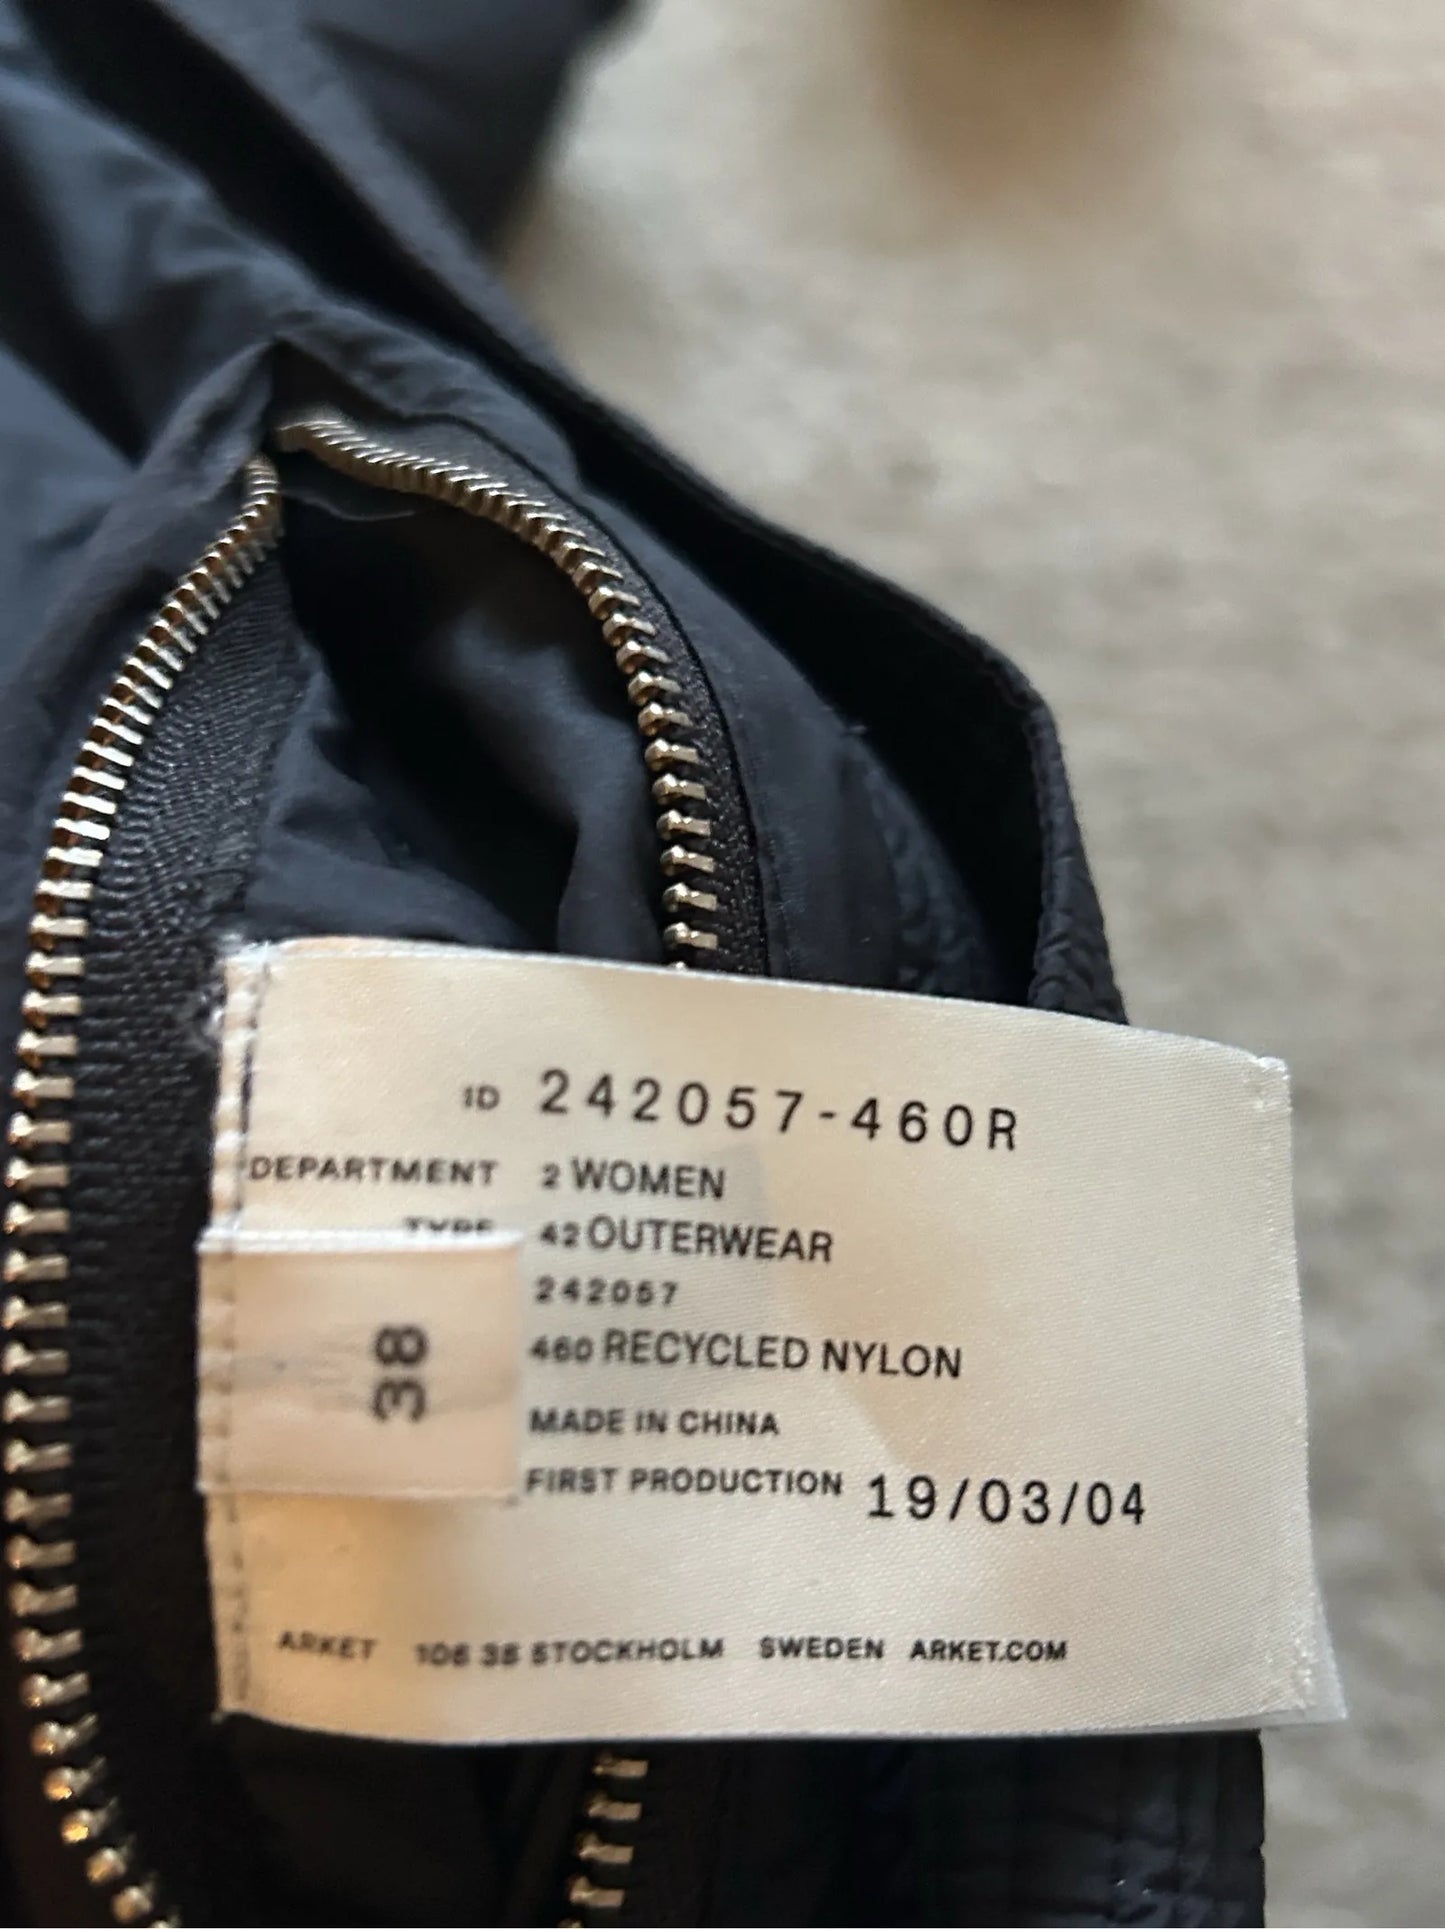 ID 242057-460R
DEPARTMENT 2 WOMEN
TYPE 42 OUTERWEAR
242057
38
460 RECYCLED NYLON
MADE IN CHINA
FIRST PRODUCTION 19/03/04
ARKET 106 38 STOCKHOLM SWEDEN ARKET.COM